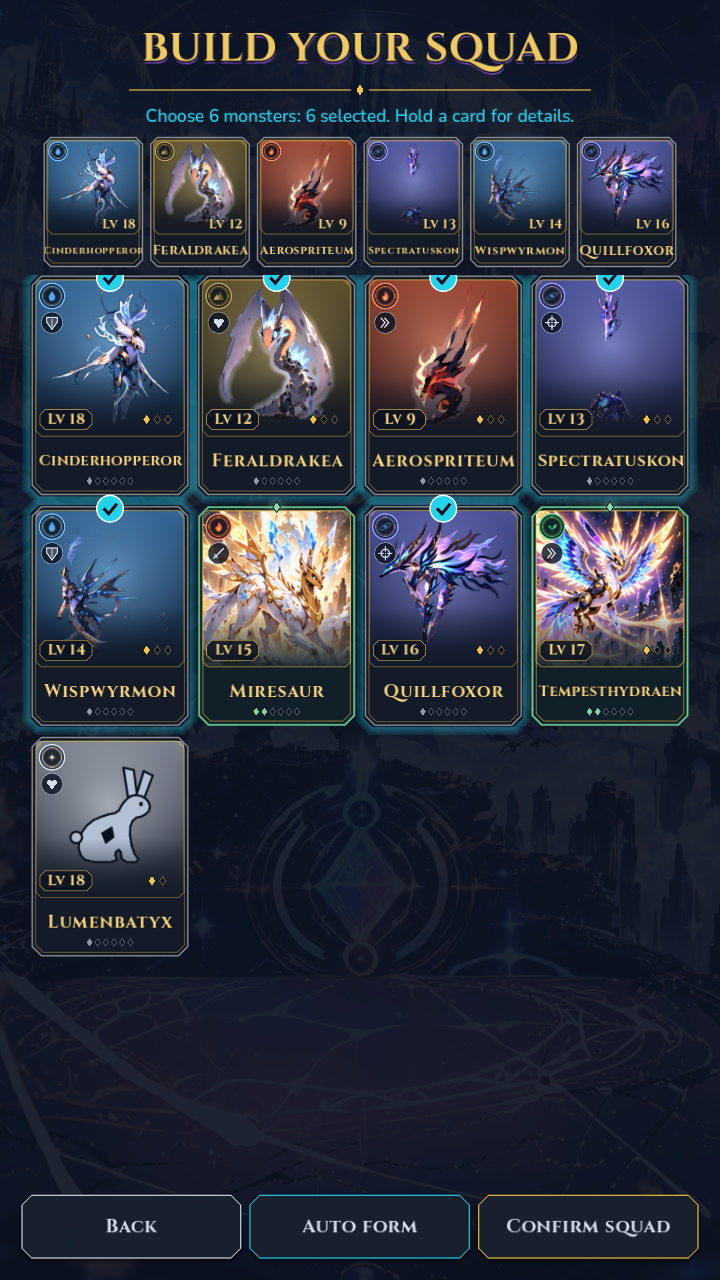 BUILD YOUR SQUAD
Choose 6 monsters: 6 selected. Hold a card for details.
LV 18
LV 12
LV 9
LV 13
LV 14
LV 16
CINDERHOPPEROR
FERALDRAKEA
AEROSPRITEUM
SPECTRATUSKON
WISPWYRMON
QUILLFOXOR
LV 18
LV 12
LV 9
LV 13
CINDERHOPPEROR
FERALDRAKEA
AEROSPRITEUM
SPECTRATUSKON
LV 14
LV 15
LV 16
LV 17
WISPWYRMON
MIRESAUR
QUILLFOXOR
TEMPESTHYDRAEN
LV 18
LUMENBATYX
BACK
AUTO FORM
CONFIRM SQUAD